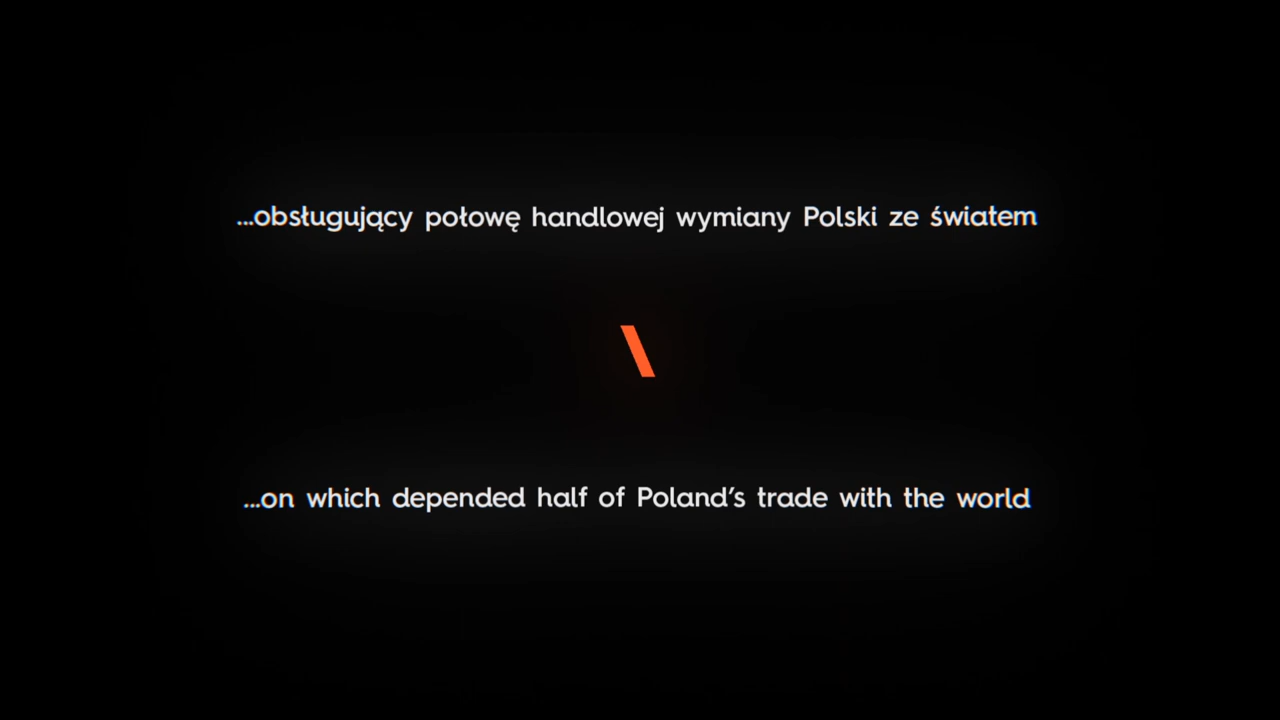 ...obsługujący połowę handlowej wymiany Polski ze światem
\
...on which depended half of Poland’s trade with the world